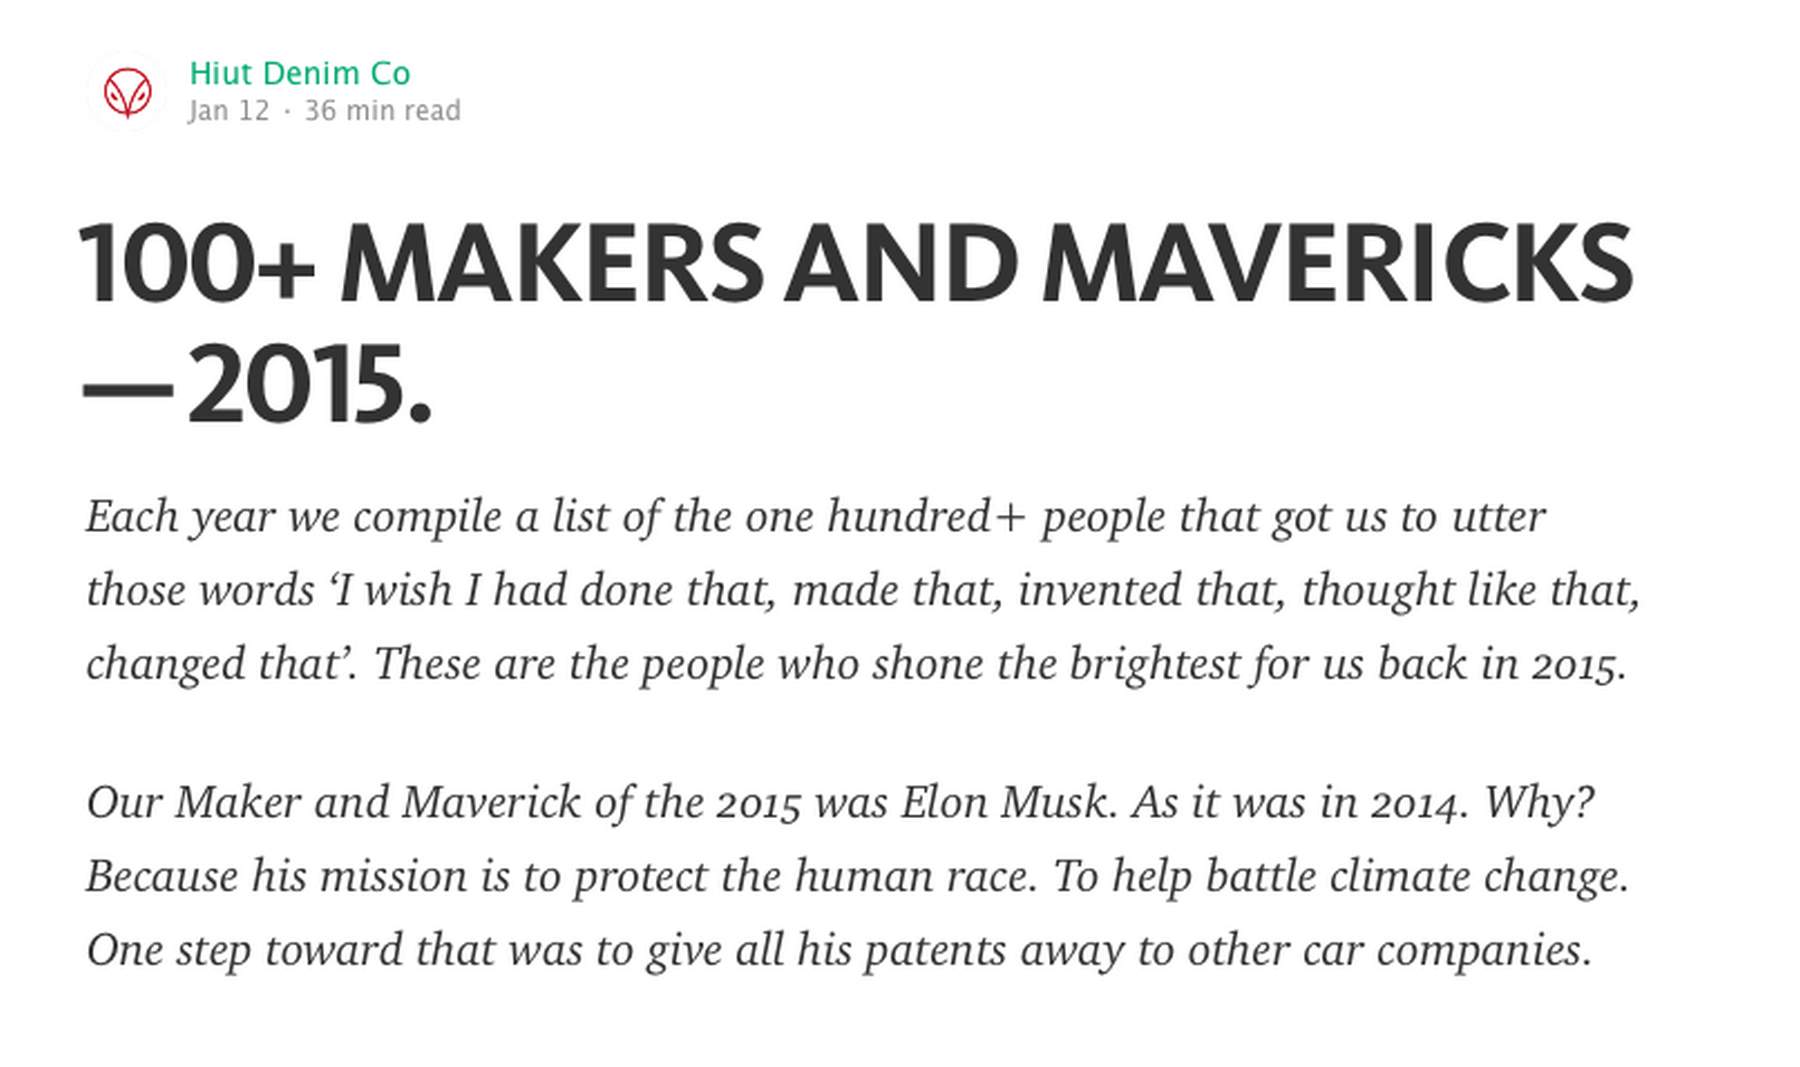 Hiut Denim Co
Jan 12 · 36 min read
100+ MAKERS AND MAVERICKS
— 2015.
Each year we compile a list of the one hundred+ people that got us to utter
those words ‘I wish I had done that, made that, invented that, thought like that,
changed that’. These are the people who shone the brightest for us back in 2015.
Our Maker and Maverick of the 2015 was Elon Musk. As it was in 2014. Why?
Because his mission is to protect the human race. To help battle climate change.
One step toward that was to give all his patents away to other car companies.